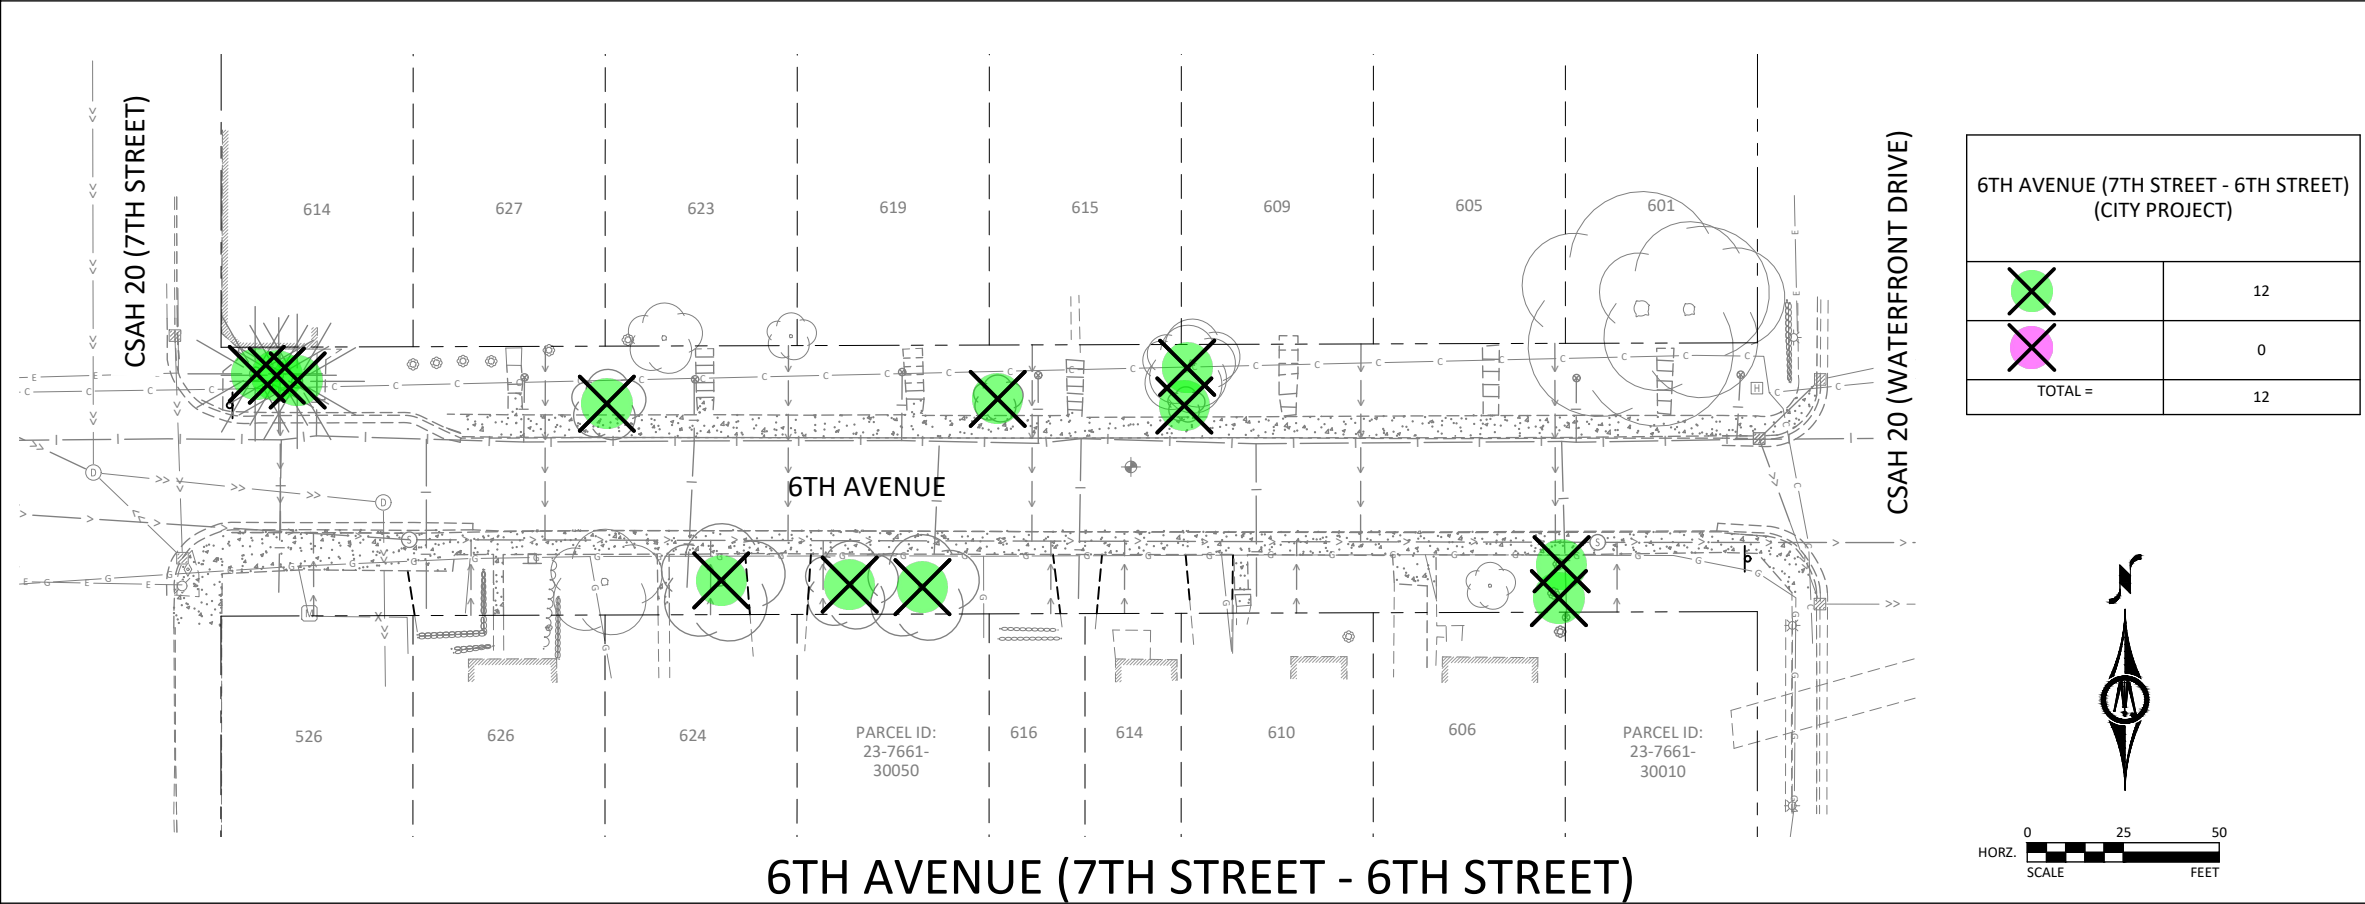 CSAH 20 (7TH STREET)
614
627
623
619
615
609
605
601
CSAH 20 (WATERFRONT DRIVE)
6TH AVENUE
526
626
624
PARCEL ID:
23-7661-
30050
616
614
610
606
PARCEL ID:
23-7661-
30010
6TH AVENUE (7TH STREET - 6TH STREET)
6TH AVENUE (7TH STREET - 6TH STREET)
(CITY PROJECT)
12
0
TOTAL =
12
N
0
25
50
HORZ.
SCALE
FEET